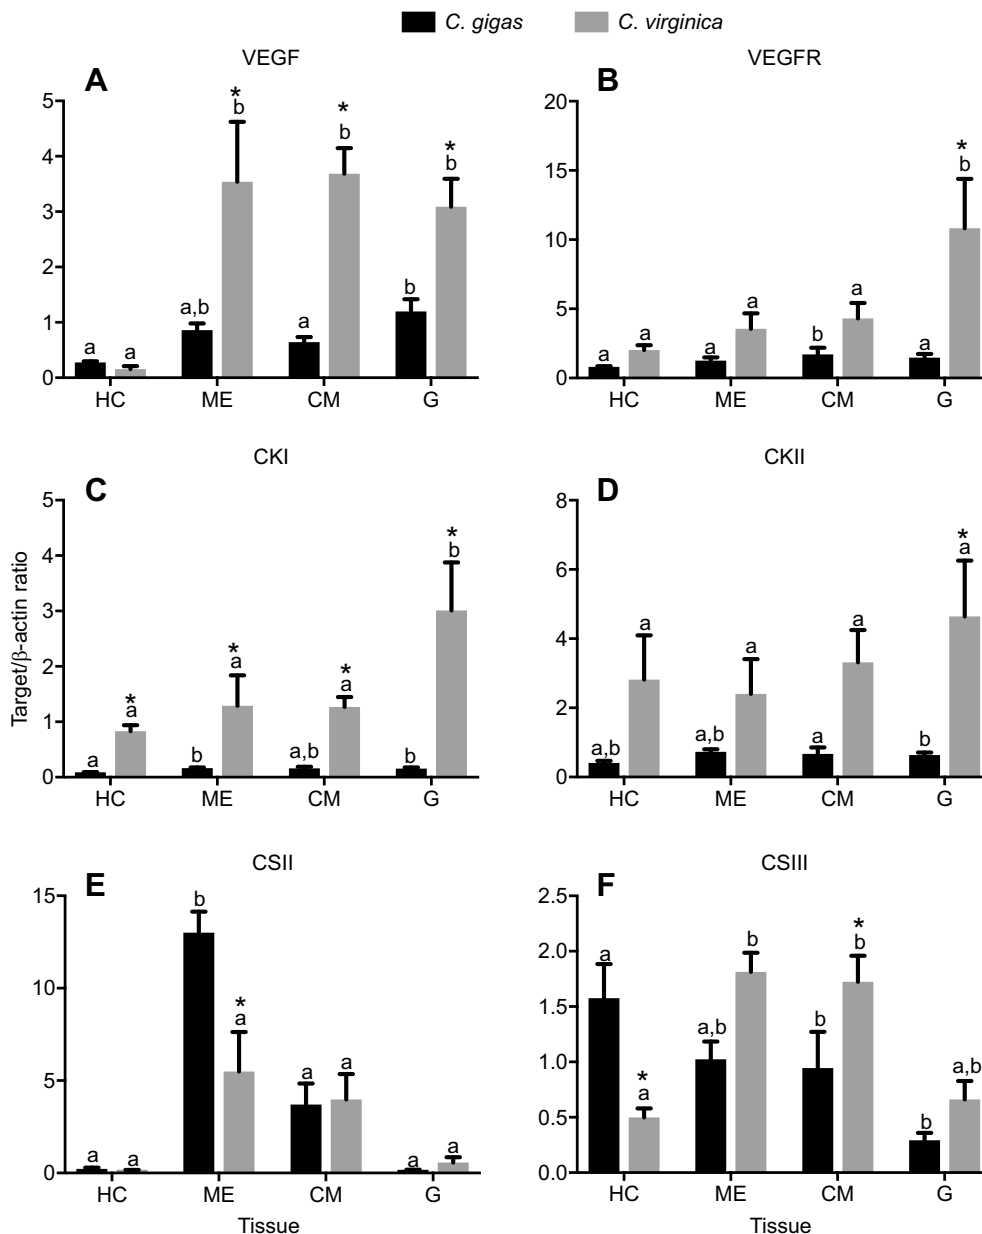 C. gigas C. virginica
VEGF
A
5
4
3
2
1
0
a a a,b b * a b * b b *
HC ME CM G
VEGFR
B
20
15
10
5
0
a a a a b a a b *
HC ME CM G
CKI
C
5
4
3
2
1
0
a a * b a * a,b a * b b *
HC ME CM G
CKII
D
8
6
4
2
0
a,b a a,b a a a b a *
HC ME CM G
Target/β-actin ratio
CSII
E
15
10
5
0
a a b a * a a a a
HC ME CM G
Tissue
CSIII
F
2.5
2.0
1.5
1.0
0.5
0.0
a a * a,b b b b * b a,b
HC ME CM G
Tissue